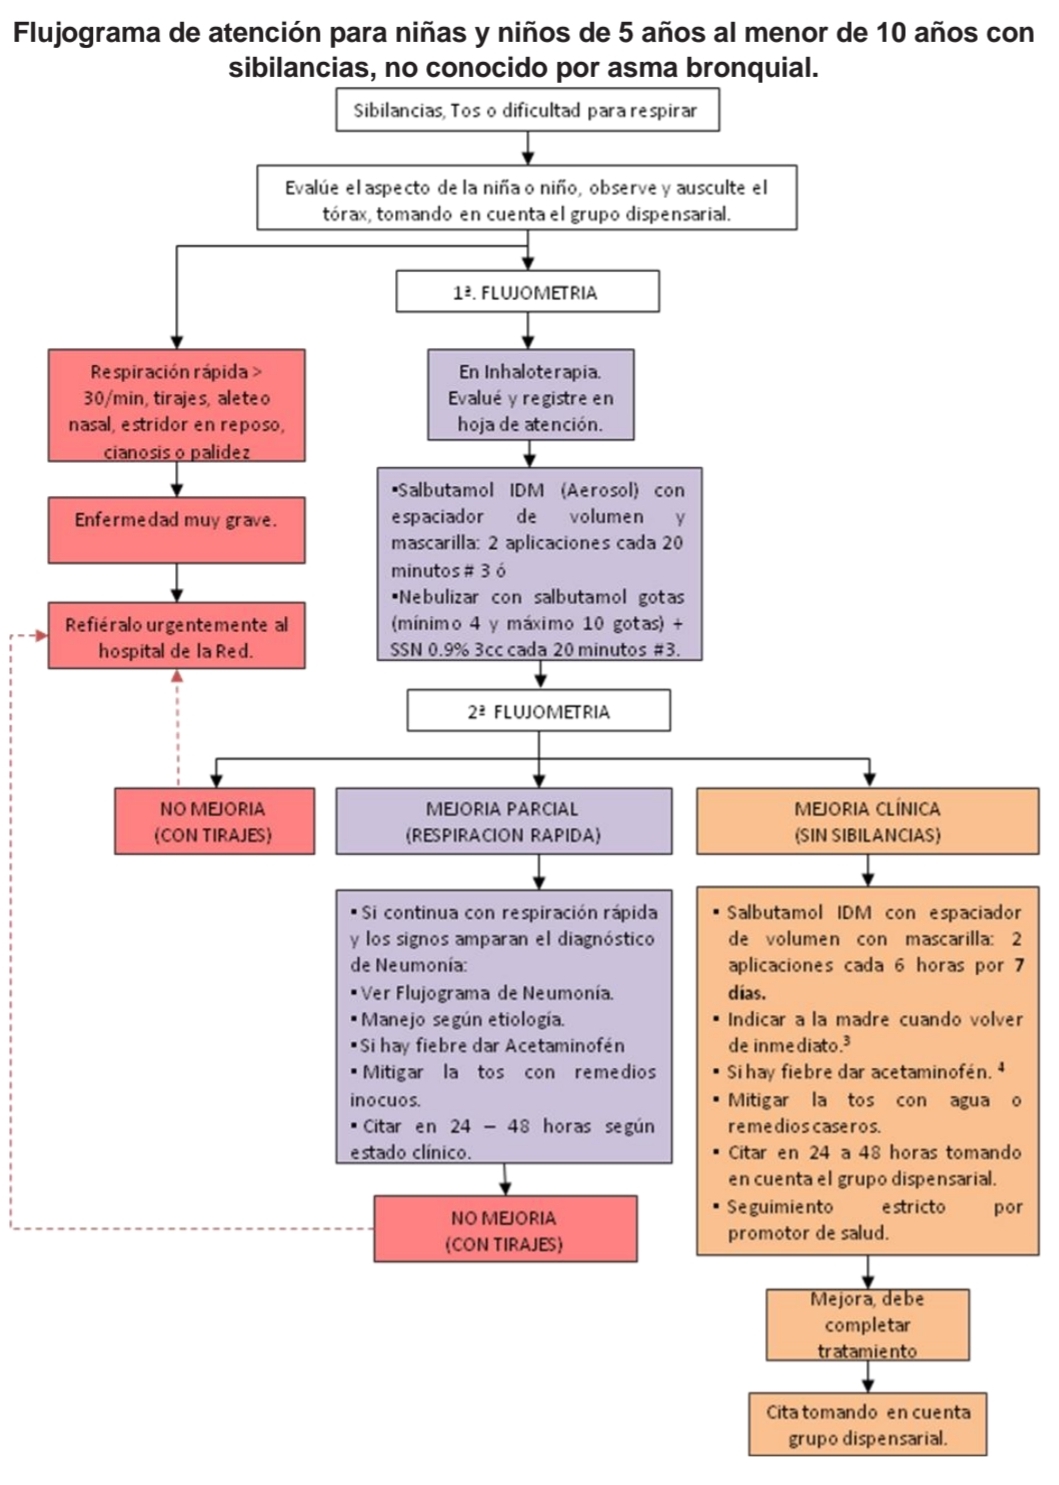 Flujograma de atención para niñas y niños de 5 años al menor de 10 años con
sibilancias, no conocido por asma bronquial.
Sibilancias, Tos o dificultad para respirar
Evalúe el aspecto de la niña o niño, observe y ausculte el
tórax, tomando en cuenta el grupo dispensarial.
1ª. FLUJOMETRIA
Respiración rápida >
30/min, tirajes, aleteo
nasal, estridor en reposo,
cianosis o palidez
Enfermedad muy grave.
Refiéralo urgentemente al
hospital de la Red.
En Inhaloterapia.
Evalué y registre en
hoja de atención.
▪Salbutamol IDM (Aerosol) con
espaciador de volumen y
mascarilla: 2 aplicaciones cada 20
minutos # 3 ó
▪Nebulizar con salbutamol gotas
(mínimo 4 y máximo 10 gotas) +
SSN 0.9% 3cc cada 20 minutos #3.
2ª FLUJOMETRIA
NO MEJORIA
(CON TIRAJES)
MEJORIA PARCIAL
(RESPIRACION RAPIDA)
MEJORIA CLÍNICA
(SIN SIBILANCIAS)
▪ Si continua con respiración rápida
y los signos amparan el diagnóstico
de Neumonía:
▪ Ver Flujograma de Neumonía.
▪ Manejo según etiología.
▪ Si hay fiebre dar Acetaminofén
▪ Mitigar la tos con remedios
inocuos.
▪ Citar en 24 – 48 horas según
estado clínico.
NO MEJORIA
(CON TIRAJES)
▪ Salbutamol IDM con espaciador
de volumen con mascarilla: 2
aplicaciones cada 6 horas por 7
días.
▪ Indicar a la madre cuando volver
de inmediato.³
▪ Si hay fiebre dar acetaminofén. ⁴
▪ Mitigar la tos con agua o
remedios caseros.
▪ Citar en 24 a 48 horas tomando
en cuenta el grupo dispensarial.
▪ Seguimiento estricto por
promotor de salud.
Mejora, debe
completar
tratamiento
Cita tomando en cuenta
grupo dispensarial.